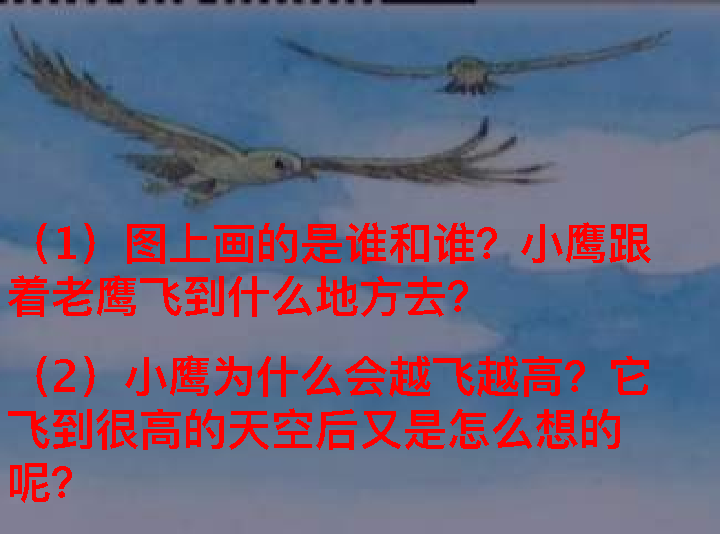 （1）图上画的是谁和谁？小鹰跟
着老鹰飞到什么地方去？
（2）小鹰为什么会越飞越高？它
飞到很高的天空后又是怎么想的
呢？